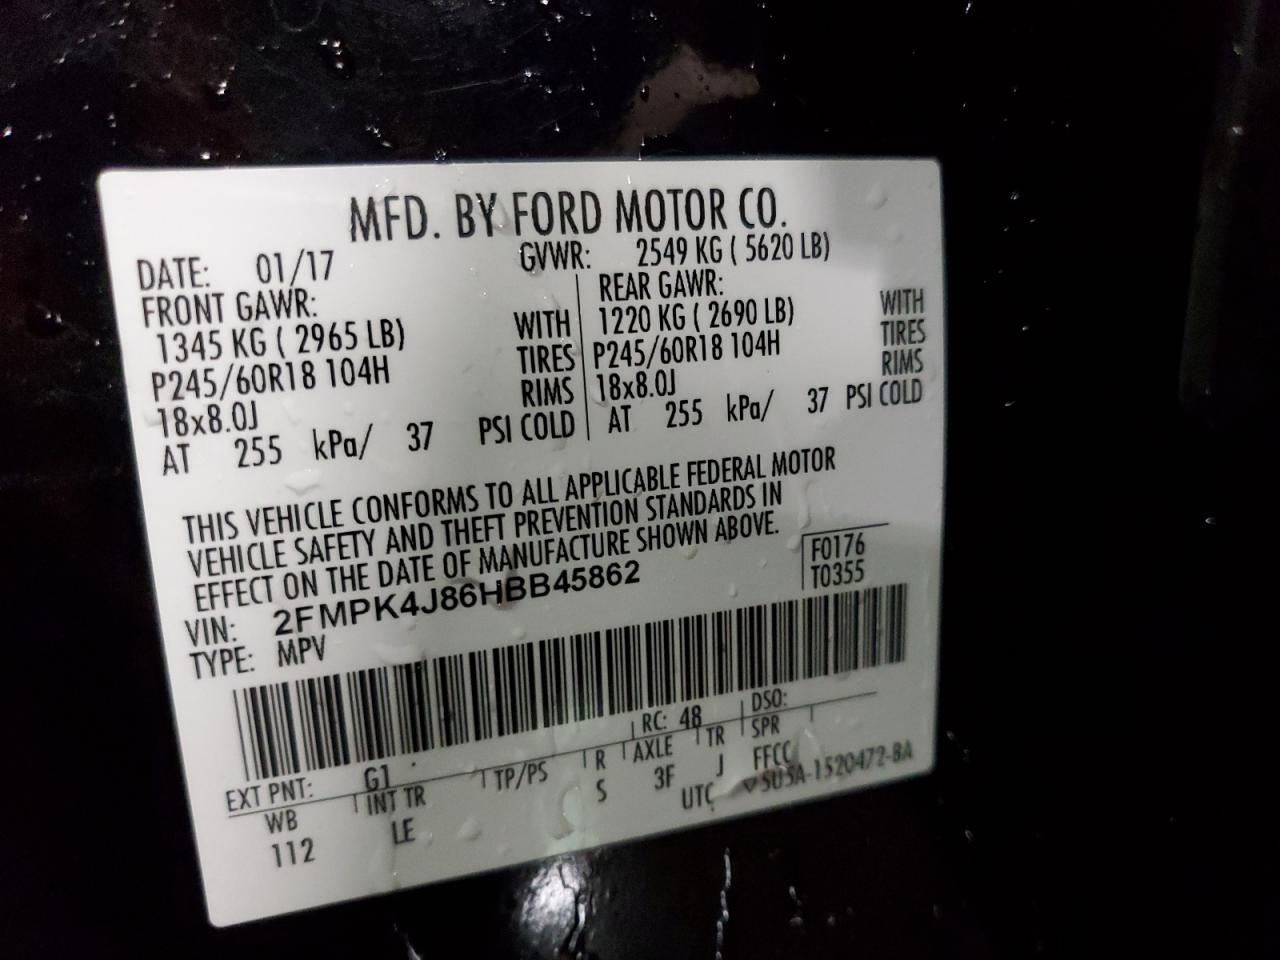 MFD. BY FORD MOTOR CO.
DATE: 01/17 GVWR: 2549 KG ( 5620 LB)
FRONT GAWR: REAR GAWR:
1345 KG ( 2965 LB) WITH 1220 KG ( 2690 LB) WITH
P245/60R18 104H TIRES P245/60R18 104H TIRES
18x8.0J RIMS 18x8.0J RIMS
AT 255 kPa/ 37 PSI COLD AT 255 kPa/ 37 PSI COLD
THIS VEHICLE CONFORMS TO ALL APPLICABLE FEDERAL MOTOR
VEHICLE SAFETY AND THEFT PREVENTION STANDARDS IN
EFFECT ON THE DATE OF MANUFACTURE SHOWN ABOVE.
VIN: 2FMPK4J86HBB45862 F0176
TYPE: MPV T0355
EXT PNT: G1 RC: 48 DSO:
WB INT TR TP/PS R AXLE TR SPR
112 LE S 3F J FFCC
UTC 5U5A-1520472-BA